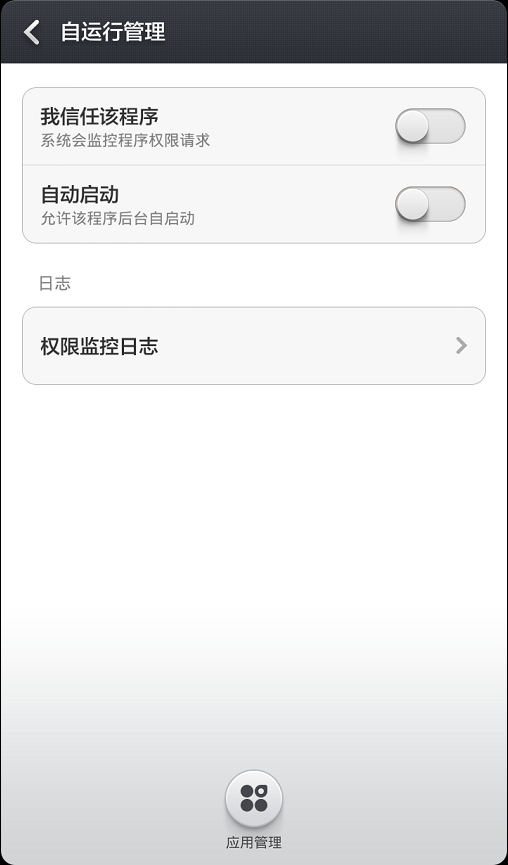 自运行管理
我信任该程序
系统会监控程序权限请求
自动启动
允许该程序后台自启动
日志
权限监控日志
应用管理